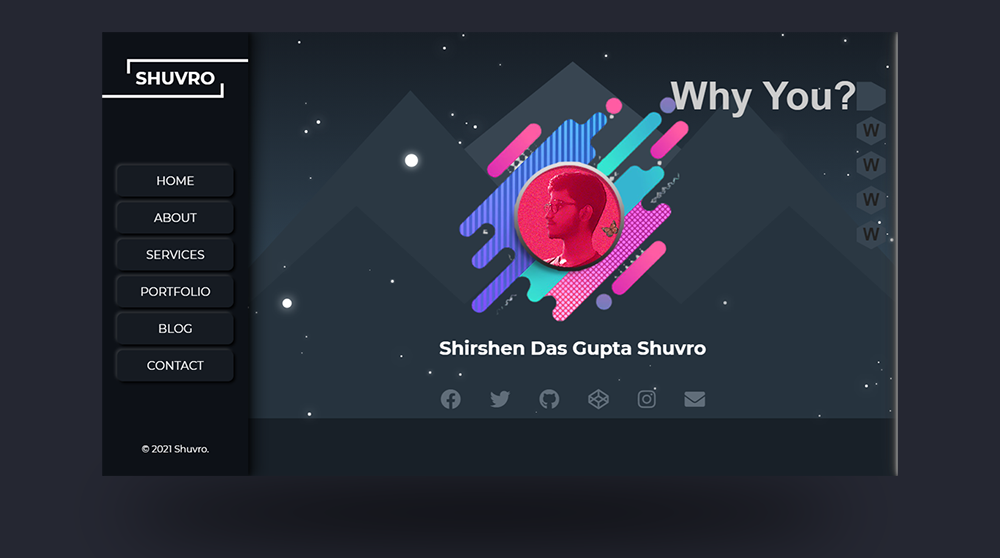 SHUVRO
HOME
ABOUT
SERVICES
PORTFOLIO
BLOG
CONTACT
© 2021 Shuvro.
Why You?
W
W
W
W
Shirshen Das Gupta Shuvro